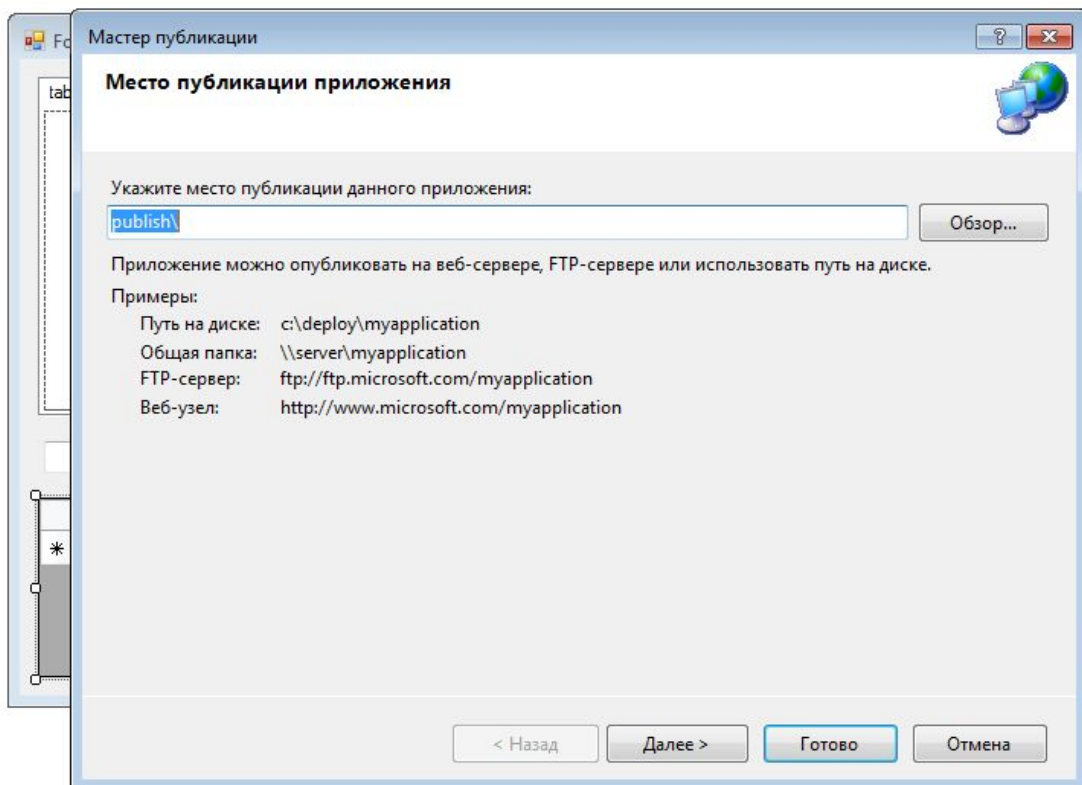 Fo
Мастер публикации
tab
Место публикации приложения
Укажите место публикации данного приложения:
publish\
Обзор...
Приложение можно опубликовать на веб-сервере, FTP-сервере или использовать путь на диске.
Примеры:
Путь на диске: c:\deploy\myapplication
Общая папка: \\server\myapplication
FTP-сервер: ftp://ftp.microsoft.com/myapplication
Веб-узел: http://www.microsoft.com/myapplication
< Назад Далее > Готово Отмена